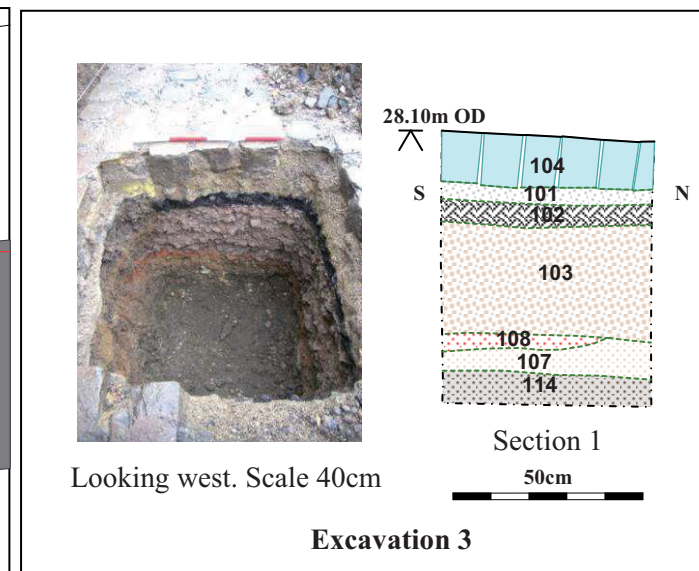 28.10m OD
S
N
104
101
102
103
108
107
114
Looking west. Scale 40cm
Section 1
50cm
Excavation 3